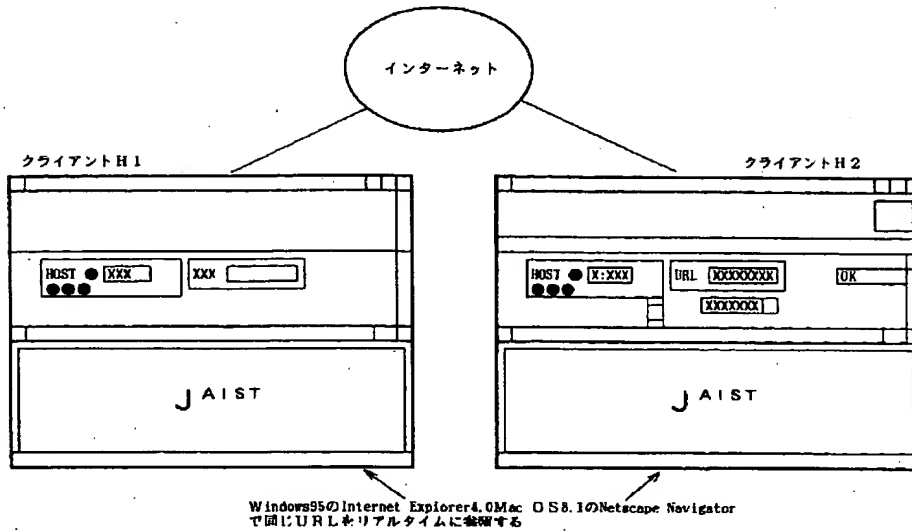 インターネット
クライアントH1
クライアントH2
HOST XXX
XXX
HOST X:XXX
URL XXXXXXXX
OK
XXXXXXX
JAIST
JAIST
Windows95のInternet Explorer4.0Mac OS8.1のNetscape Navigator
で同じURLをリアルタイムに参照する